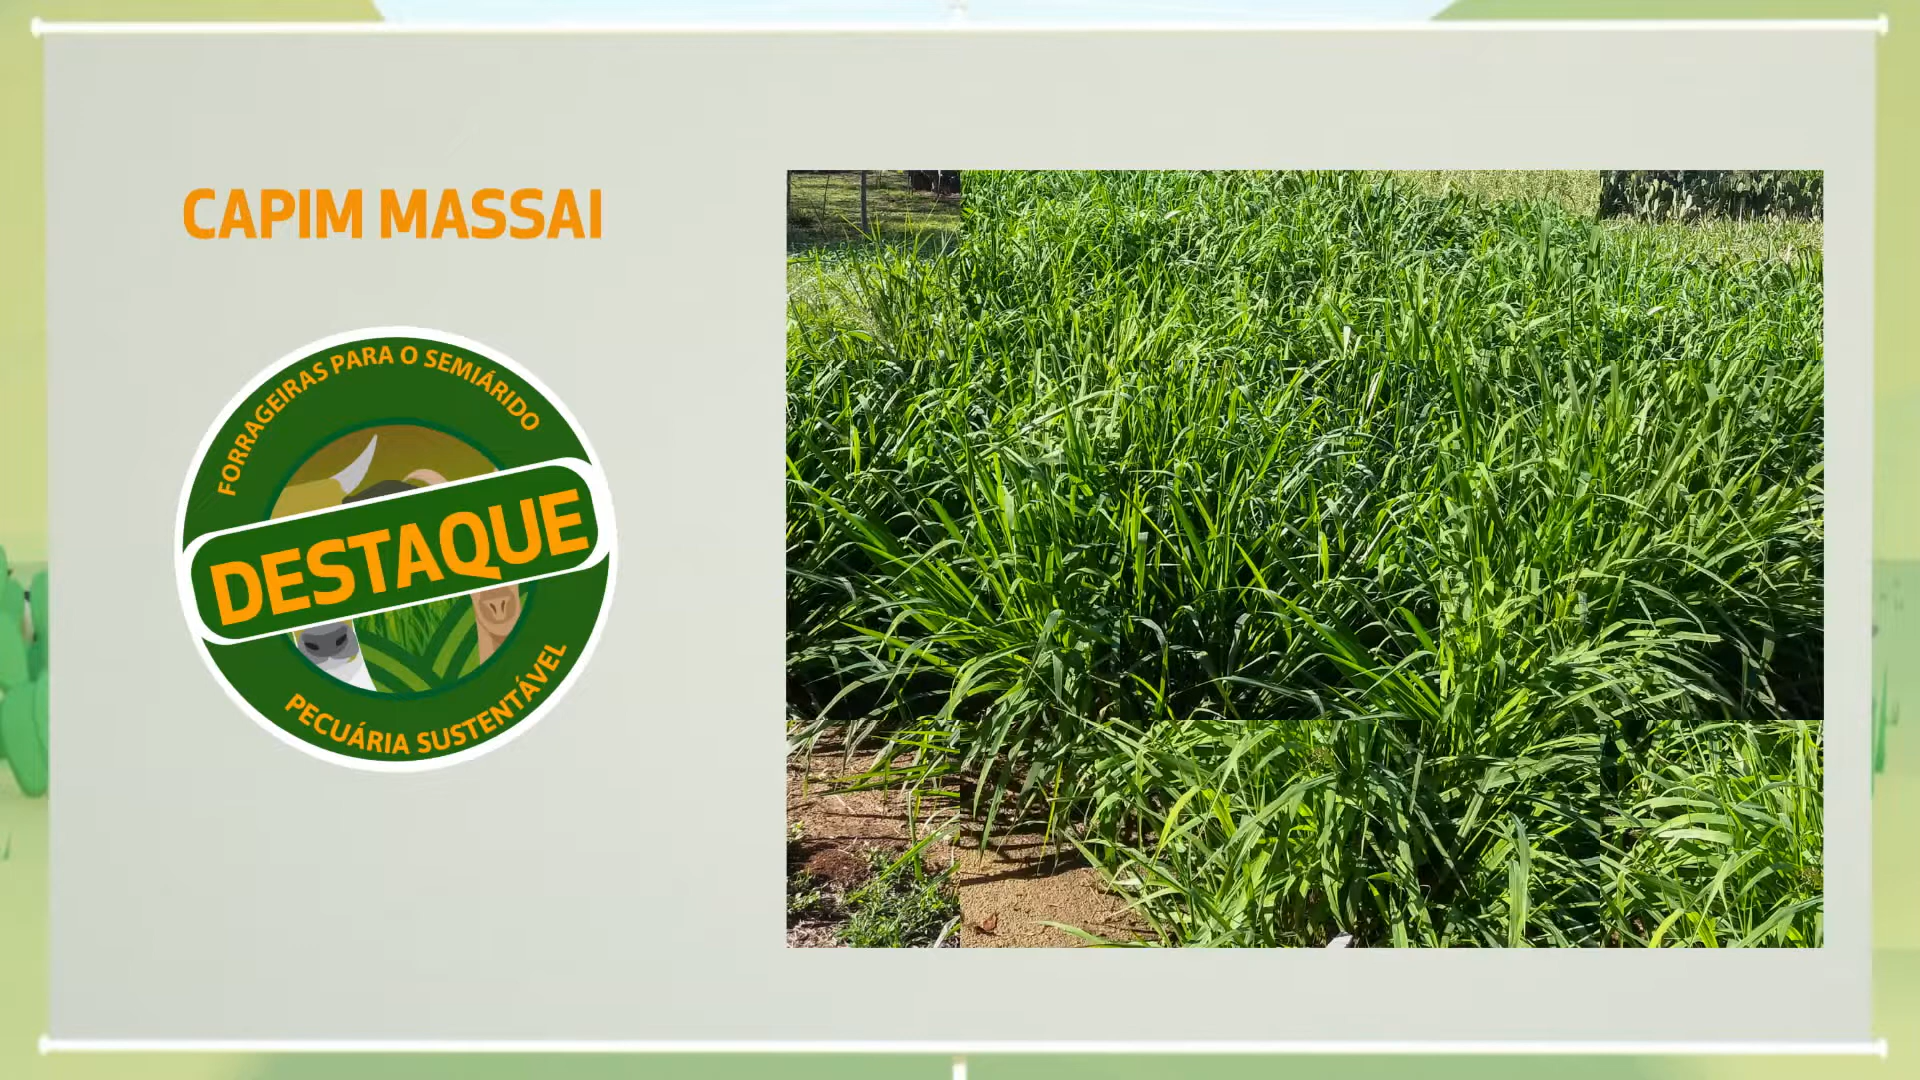 CAPIM MASSAI
FORRAGEIRAS PARA O SEMIÁRIDO
DESTAQUE
PECUÁRIA SUSTENTÁVEL